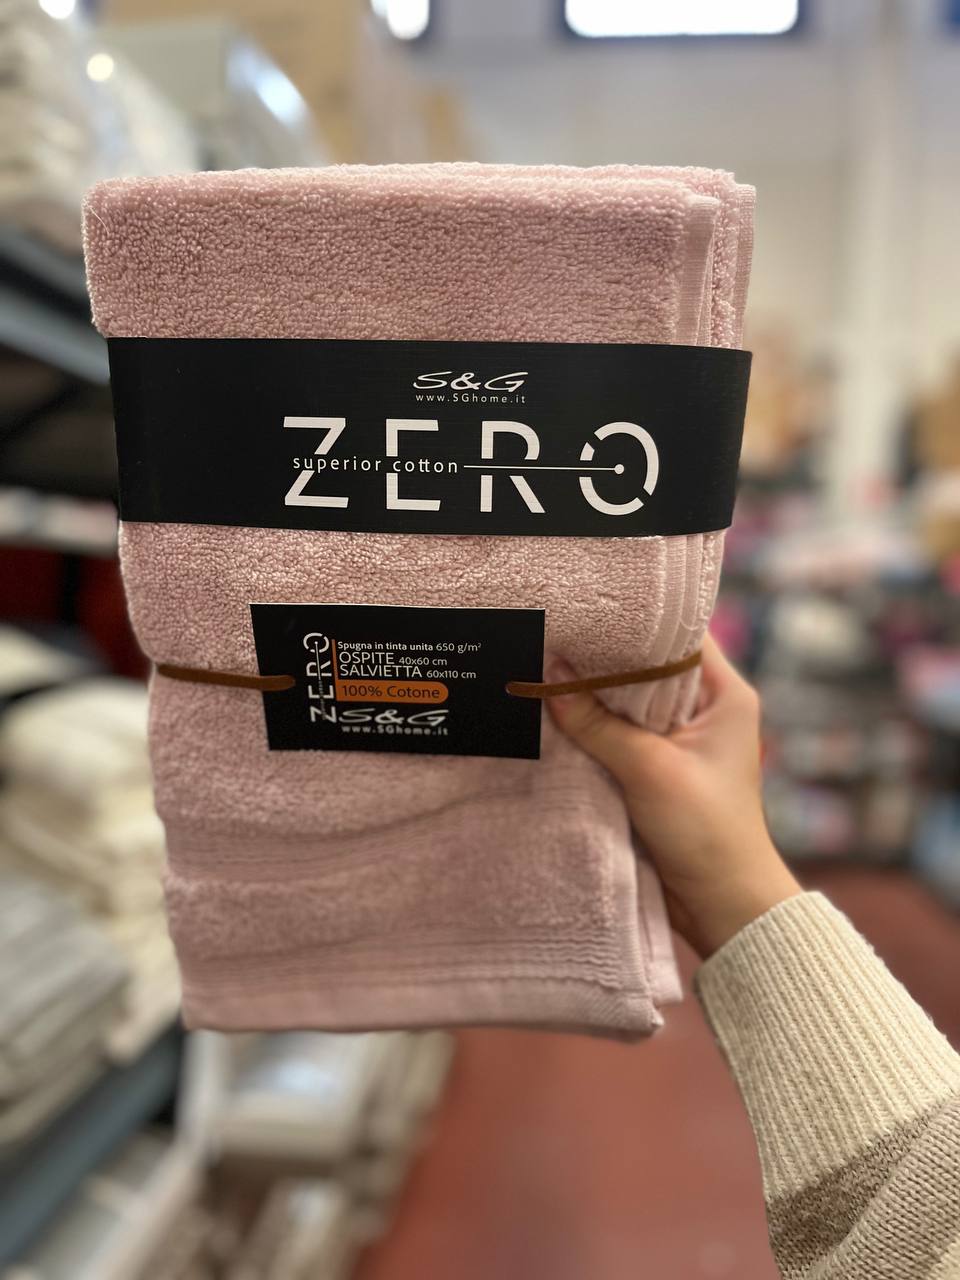 S&G
www.SGhome.it
ZERO
superior cotton
ZERO
Spugna in tinta unita 650 g/m²
OSPITE 40x60 cm
SALVIETTA 60x110 cm
100% Cotone
S&G
www.SGhome.it